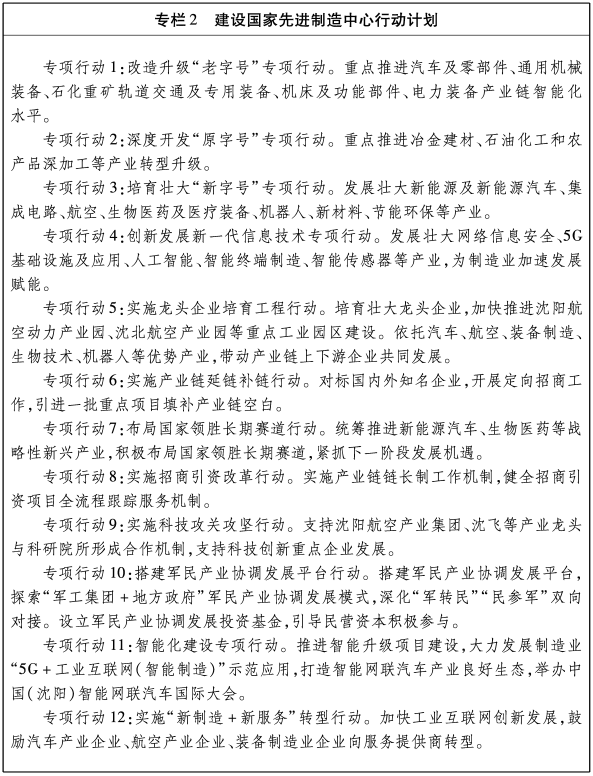 专栏2　建设国家先进制造中心行动计划
专项行动1:改造升级“老字号”专项行动。重点推进汽车及零部件、通用机械
装备、石化重矿轨道交通及专用装备、机床及功能部件、电力装备产业链智能化
水平。
专项行动2:深度开发“原字号”专项行动。重点推进冶金建材、石油化工和农
产品深加工等产业转型升级。
专项行动3:培育壮大“新字号”专项行动。发展壮大新能源及新能源汽车、集
成电路、航空、生物医药及医疗装备、机器人、新材料、节能环保等产业。
专项行动4:创新发展新一代信息技术专项行动。发展壮大网络信息安全、5G
基础设施及应用、人工智能、智能终端制造、智能传感器等产业,为制造业加速发展
赋能。
专项行动5:实施龙头企业培育工程行动。培育壮大龙头企业,加快推进沈阳航
空动力产业园、沈北航空产业园等重点工业园区建设。依托汽车、航空、装备制造、
生物技术、机器人等优势产业,带动产业链上下游企业共同发展。
专项行动6:实施产业链延链补链行动。对标国内外知名企业,开展定向招商工
作,引进一批重点项目填补产业链空白。
专项行动7:布局国家领胜长期赛道行动。统筹推进新能源汽车、生物医药等战
略性新兴产业,积极布局国家领胜长期赛道,紧抓下一阶段发展机遇。
专项行动8:实施招商引资改革行动。实施产业链链长制工作机制,健全招商引
资项目全流程跟踪服务机制。
专项行动9:实施科技攻关攻坚行动。支持沈阳航空产业集团、沈飞等产业龙头
与科研院所形成合作机制,支持科技创新重点企业发展。
专项行动10:搭建军民产业协调发展平台行动。搭建军民产业协调发展平台,
探索“军工集团+地方政府”军民产业协调发展模式,深化“军转民”“民参军”双向
对接。设立军民产业协调发展投资基金,引导民营资本积极参与。
专项行动11:智能化建设专项行动。推进智能升级项目建设,大力发展制造业
“5G+工业互联网(智能制造)”示范应用,打造智能网联汽车产业良好生态,举办中
国(沈阳)智能网联汽车国际大会。
专项行动12:实施“新制造+新服务”转型行动。加快工业互联网创新发展,鼓
励汽车产业企业、航空产业企业、装备制造业企业向服务提供商转型。